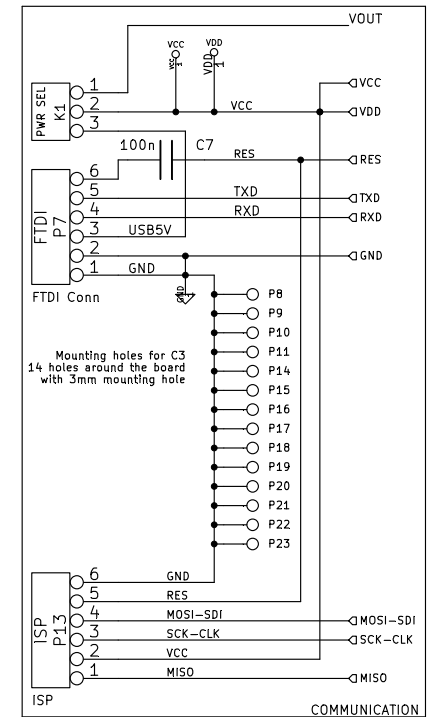 VOUT
VCC
VCC
1
VDD
VDD
1
PWR SEL
K1
1
2
3
VCC
VCC
VDD
100n
C7
RES
RES
FTDI
P7
6
5
4
3
2
1
TXD
TXD
RXD
RXD
USB5V
GND
GND
GND
FTDI Conn
P8
P9
P10
P11
P14
P15
P16
P17
P18
P19
P20
P21
P22
P23
Mounting holes for C3
14 holes around the board
with 3mm mounting hole
ISP
P13
6
5
4
3
2
1
GND
RES
MOSI-SDI
MOSI-SDI
SCK-CLK
SCK-CLK
VCC
MISO
MISO
ISP
COMMUNICATION